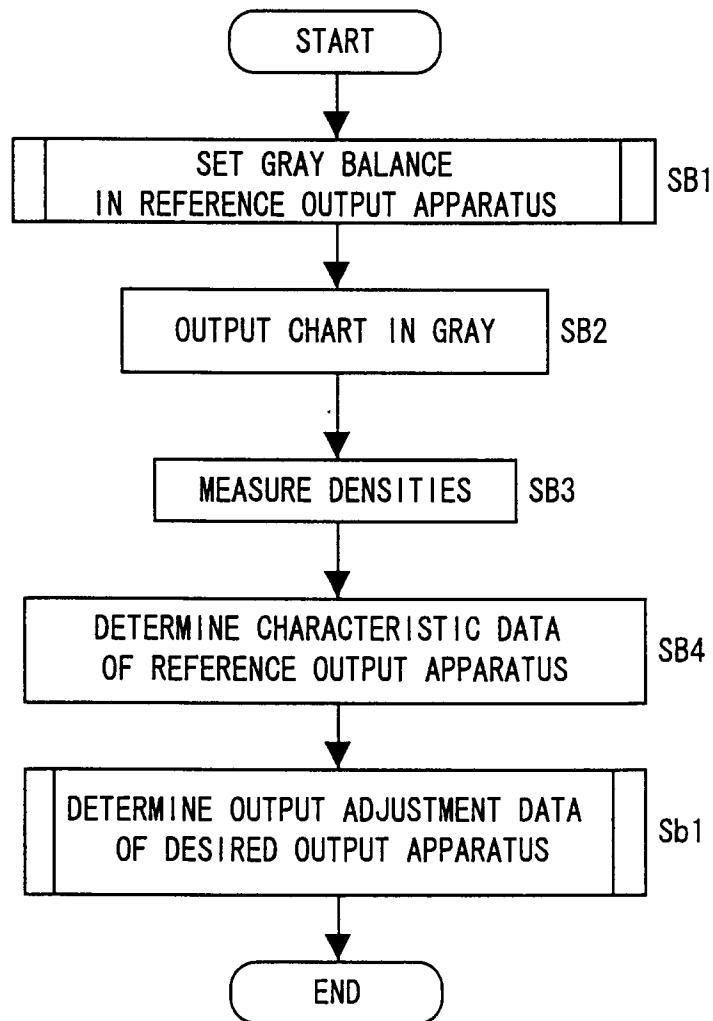 START
SET GRAY BALANCE
IN REFERENCE OUTPUT APPARATUS
SB1
OUTPUT CHART IN GRAY
SB2
MEASURE DENSITIES
SB3
DETERMINE CHARACTERISTIC DATA
OF REFERENCE OUTPUT APPARATUS
SB4
DETERMINE OUTPUT ADJUSTMENT DATA
OF DESIRED OUTPUT APPARATUS
Sb1
END